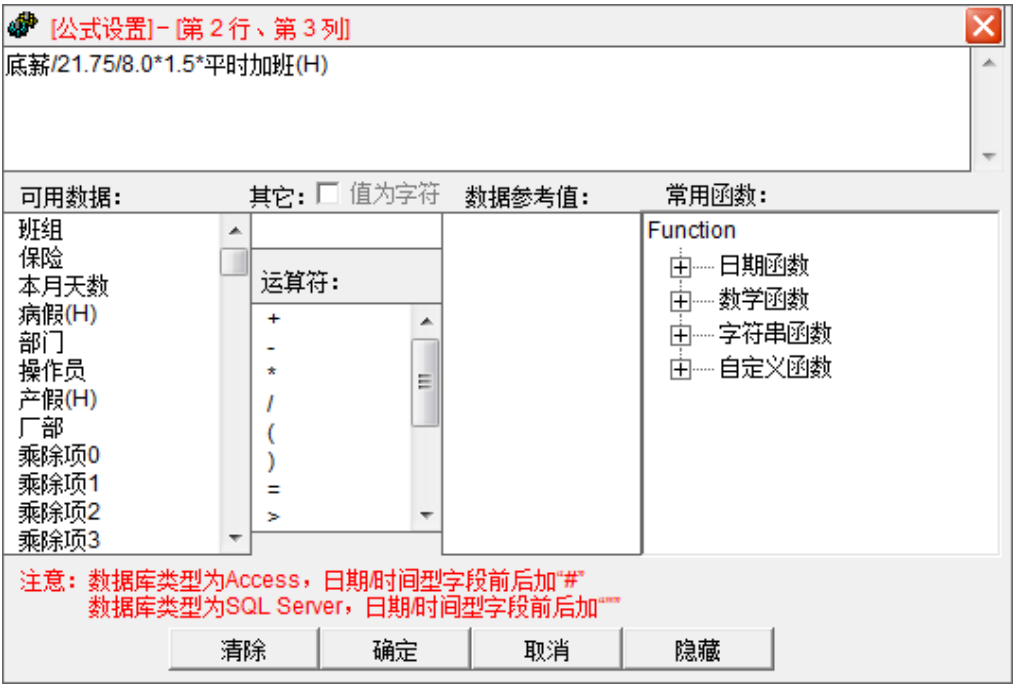 [公式设置]－[第 2 行、第 3 列]
底薪/21.75/8.0*1.5*平时加班(H)
可用数据：
其它：
值为字符
数据参考值：
常用函数：
班组
保险
本月天数
病假(H)
部门
操作员
产假(H)
厂部
乘除项0
乘除项1
乘除项2
乘除项3
运算符：
+
-
*
/
(
)
=
>
Function
日期函数
数学函数
字符串函数
自定义函数
注意：数据库类型为Access，日期/时间型字段前后加“#”
数据库类型为SQL Server，日期/时间型字段前后加“'”
清除
确定
取消
隐藏